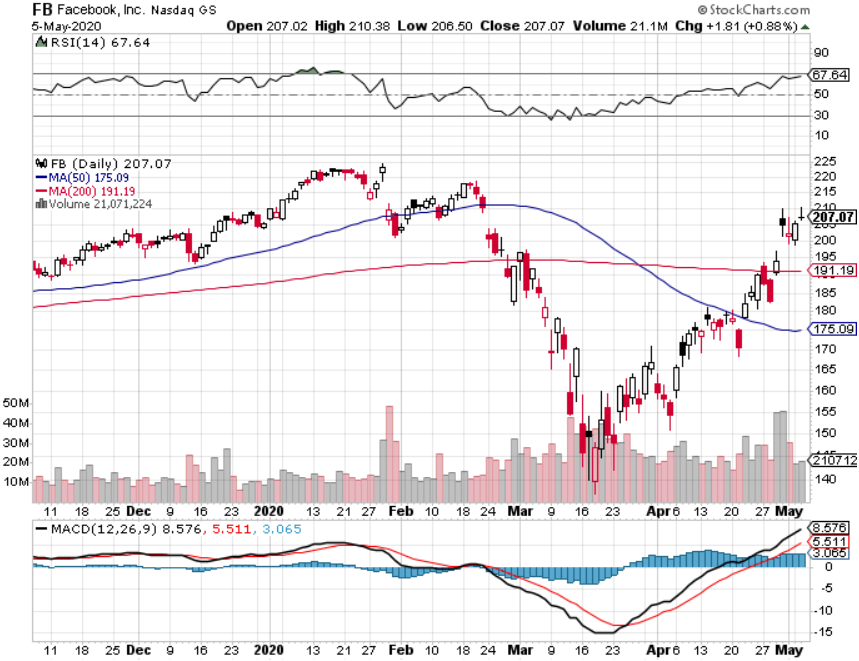 FB Facebook, Inc. Nasdaq GS © StockCharts.com
5-May-2020 Open 207.02 High 210.38 Low 206.50 Close 207.07 Volume 21.1M Chg +1.81 (+0.88%)
RSI(14) 67.64
90
67.64
50
30
10
FB (Daily) 207.07
MA(50) 175.09
MA(200) 191.19
Volume 21,071,224
225
220
215
210
207.07
200
195
191.19
185
180
175.09
170
165
160
50M 155
40M
30M 150
20M 210712
10M 140
11 18 25 Dec 9 16 23 2020 13 21 27 Feb 10 18 24 Mar 9 16 23 Apr 6 13 20 27 May
MACD(12,26,9) 8.576, 5.511, 3.065
8.576
5.511
3.065
0
-5
-10
-15
11 18 25 Dec 9 16 23 2020 13 21 27 Feb 10 18 24 Mar 9 16 23 Apr 6 13 20 27 May